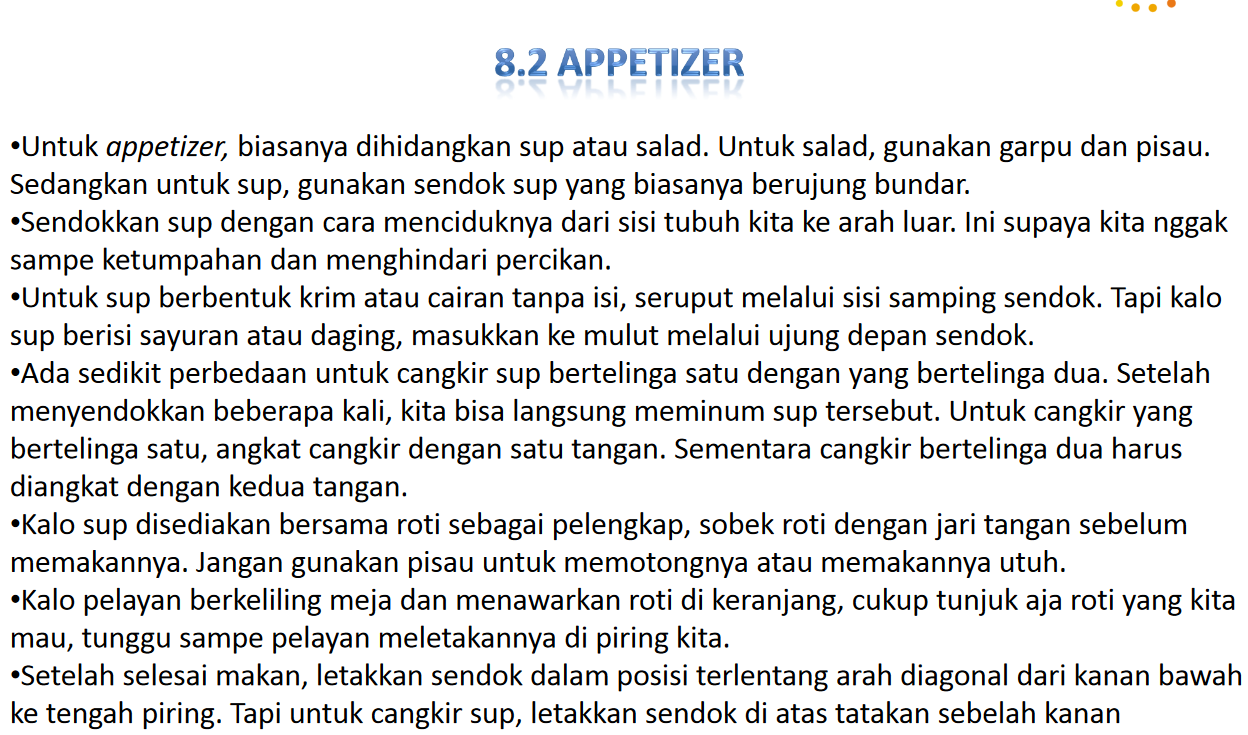 8.2 APPETIZER
•Untuk appetizer, biasanya dihidangkan sup atau salad. Untuk salad, gunakan garpu dan pisau.
Sedangkan untuk sup, gunakan sendok sup yang biasanya berujung bundar.
•Sendokkan sup dengan cara menciduknya dari sisi tubuh kita ke arah luar. Ini supaya kita nggak
sampe ketumpahan dan menghindari percikan.
•Untuk sup berbentuk krim atau cairan tanpa isi, seruput melalui sisi samping sendok. Tapi kalo
sup berisi sayuran atau daging, masukkan ke mulut melalui ujung depan sendok.
•Ada sedikit perbedaan untuk cangkir sup bertelinga satu dengan yang bertelinga dua. Setelah
menyendokkan beberapa kali, kita bisa langsung meminum sup tersebut. Untuk cangkir yang
bertelinga satu, angkat cangkir dengan satu tangan. Sementara cangkir bertelinga dua harus
diangkat dengan kedua tangan.
•Kalo sup disediakan bersama roti sebagai pelengkap, sobek roti dengan jari tangan sebelum
memakannya. Jangan gunakan pisau untuk memotongnya atau memakannya utuh.
•Kalo pelayan berkeliling meja dan menawarkan roti di keranjang, cukup tunjuk aja roti yang kita
mau, tunggu sampe pelayan meletakannya di piring kita.
•Setelah selesai makan, letakkan sendok dalam posisi terlentang arah diagonal dari kanan bawah
ke tengah piring. Tapi untuk cangkir sup, letakkan sendok di atas tatakan sebelah kanan